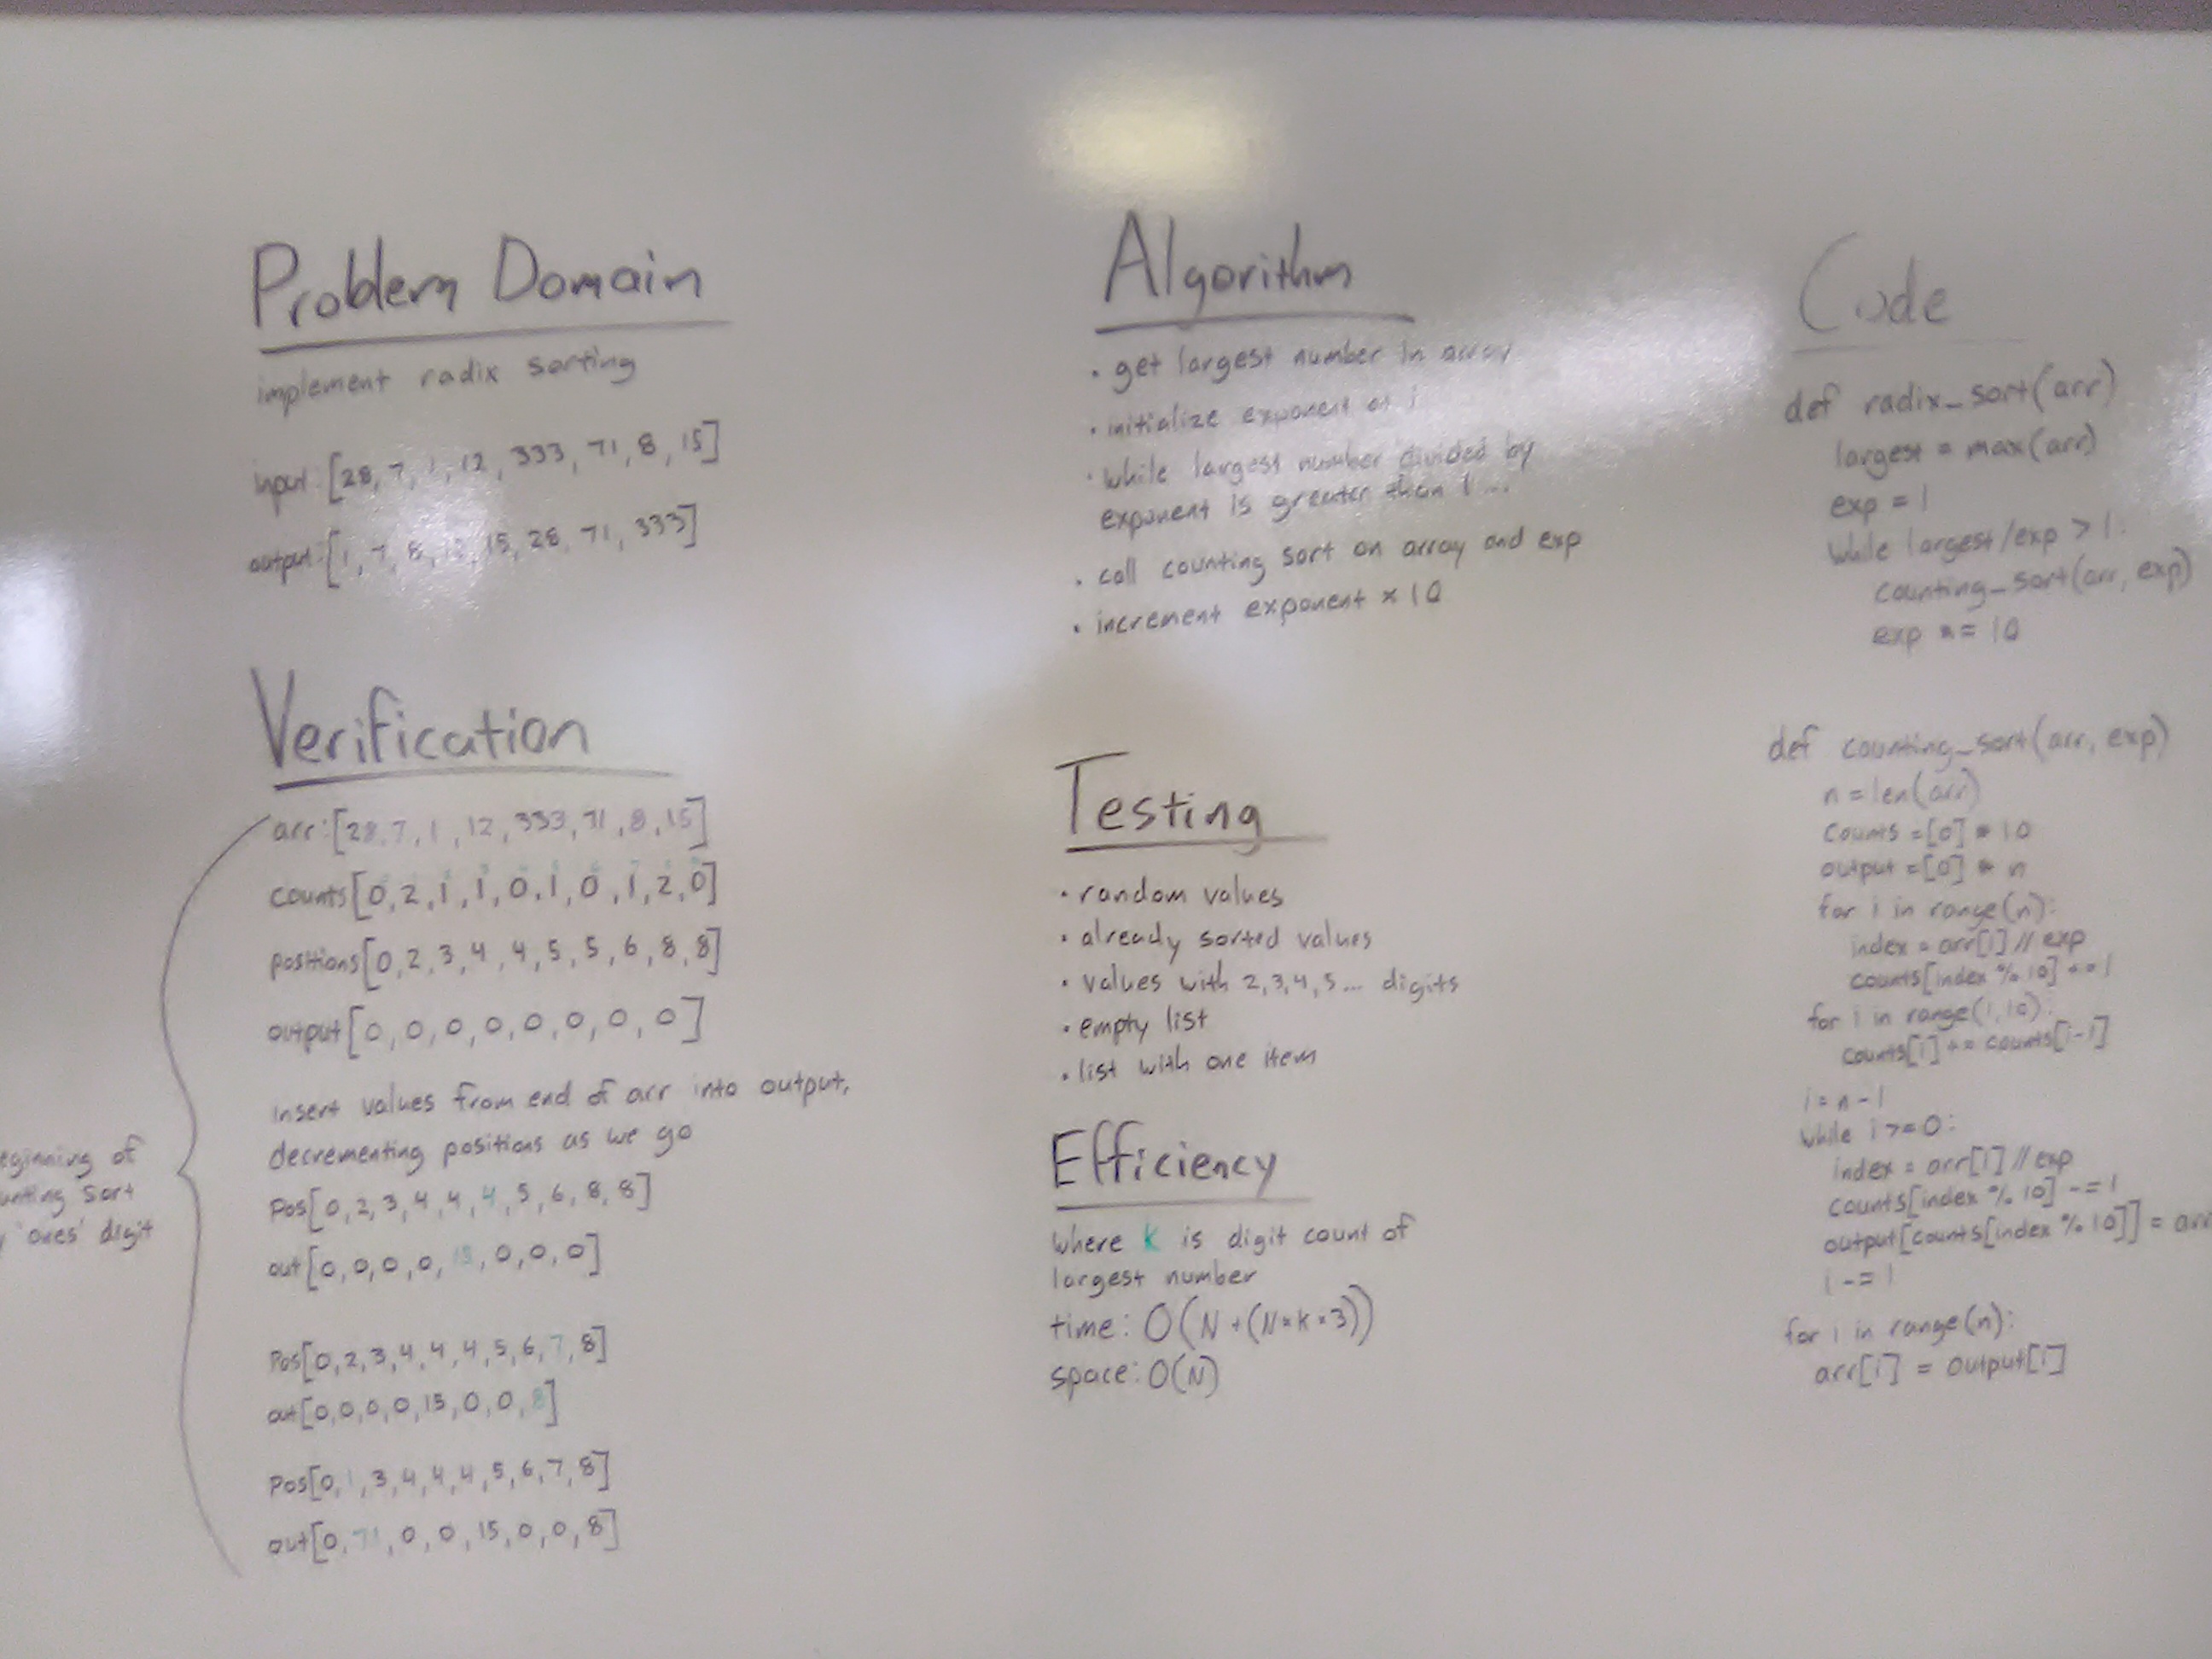 Problem Domain
implement radix sorting
input:[28, 7, 1, 12, 333, 71, 8, 15]
output:[1, 7, 8, 12, 15, 28, 71, 333]
Verification
arr:[28,7, 1, 12, 333, 71, 8, 15]
counts[0, 2, 1, 1, 0, 1, 0, 1, 2, 0]
positions[0, 2, 3, 4, 4, 5, 5, 6, 8, 8]
output[0, 0, 0, 0, 0, 0, 0, 0]
insert values from end of arr into output,
decrementing positions as we go
Pos[0, 2, 3, 4, 4, 4, 5, 6, 8, 8]
out[0, 0, 0, 0, 15, 0, 0, 0]
Pos[0, 2, 3, 4, 4, 4, 5, 6, 7, 8]
out[0, 0, 0, 0, 15, 0, 0, 8]
Pos[0, 1, 3, 4, 4, 4, 5, 6, 7, 8]
out[0, 71, 0, 0, 15, 0, 0, 8]
eginning of
unting sort
y 'ones' digit
Algorithm
· get largest number in array
· initialize exponent as 1
· while largest number divided by
exponent is greater than 1 ...
· call counting sort on array and exp
· increment exponent × 10
Testing
· random values
· already sorted values
· values with 2,3,4,5... digits
· empty list
· list with one item
Efficiency
where k is digit count of
largest number
time: O(N + (N*K*3))
space: O(N)
Code
def radix_sort(arr)
largest = max(arr)
exp = 1
while largest/exp > 1:
counting_sort(arr, exp)
exp *= 10
def counting_sort(arr, exp)
n = len(arr)
counts = [0] * 10
output = [0] * n
for i in range(n):
index = arr[i] // exp
counts[index % 10] += 1
for i in range(1,10):
counts[i] += counts[i-1]
i = n - 1
while i >= 0:
index = arr[i] // exp
counts[index % 10] -= 1
output[counts[index % 10]] = arr
i -= 1
for i in range(n):
arr[i] = output[i]